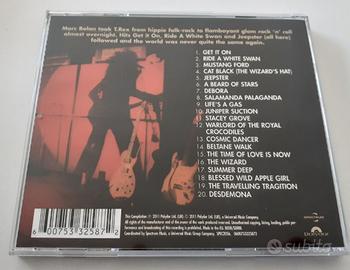 Marc Bolan took T.Rex from hippie folk-rock to flamboyant glam rock 'n' roll
almost overnight. Hits Get It On, Ride A White Swan and Jeepster (all here)
followed and the world was never quite the same again.
1. GET IT ON
2. RIDE A WHITE SWAN
3. MUSTANG FORD
4. CAT BLACK (THE WIZARD'S HAT)
5. JEEPSTER
6. A BEARD OF STARS
7. DEBORA
8. SALAMANDA PALAGANDA
9. LIFE'S A GAS
10. JUNIPER SUCTION
11. STACEY GROVE
12. WARLORD OF THE ROYAL
CROCODILES
13. COSMIC DANCER
14. BELTANE WALK
15. THE TIME OF LOVE IS NOW
16. THE WIZARD
17. SUMMER DEEP
18. BLESSED WILD APPLE GIRL
19. THE TRAVELLING TRAGITION
20. DESDEMONA
6 00753 32587 2
subito